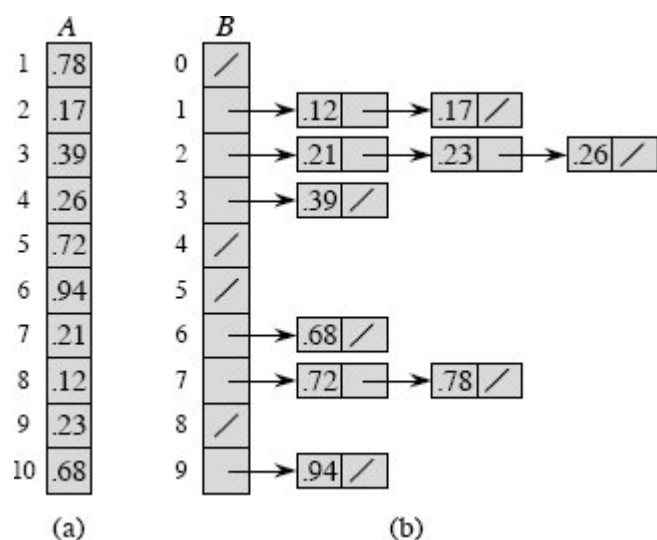 A B
1 .78 0 /
2 .17 1 .12 .17 /
3 .39 2 .21 .23 .26 /
4 .26 3 .39 /
5 .72 4 /
6 .94 5 /
7 .21 6 .68 /
8 .12 7 .72 .78 /
9 .23 8 /
10 .68 9 .94 /
(a) (b)